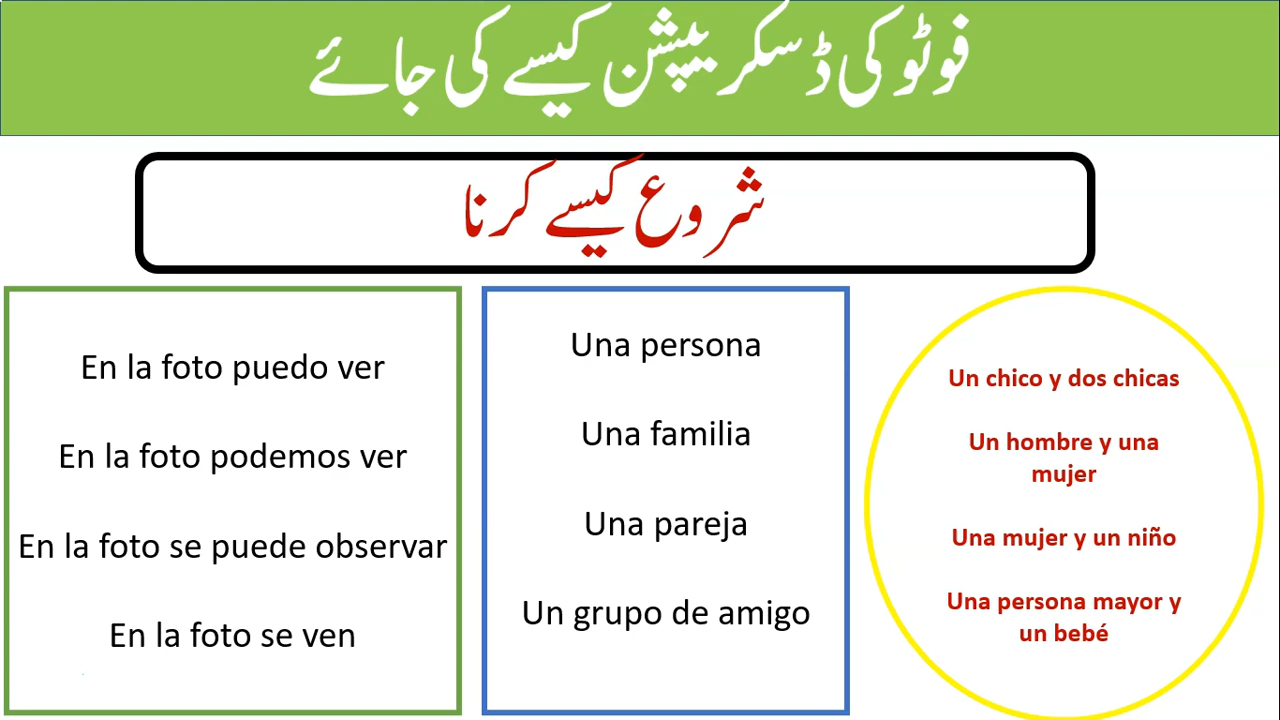 فوٹو کی ڈسکریپشن کیسے کی جائے
شروع کیسے کرنا
En la foto puedo ver
En la foto podemos ver
En la foto se puede observar
En la foto se ven
Una persona
Una familia
Una pareja
Un grupo de amigo
Un chico y dos chicas
Un hombre y una
mujer
Una mujer y un niño
Una persona mayor y
un bebé